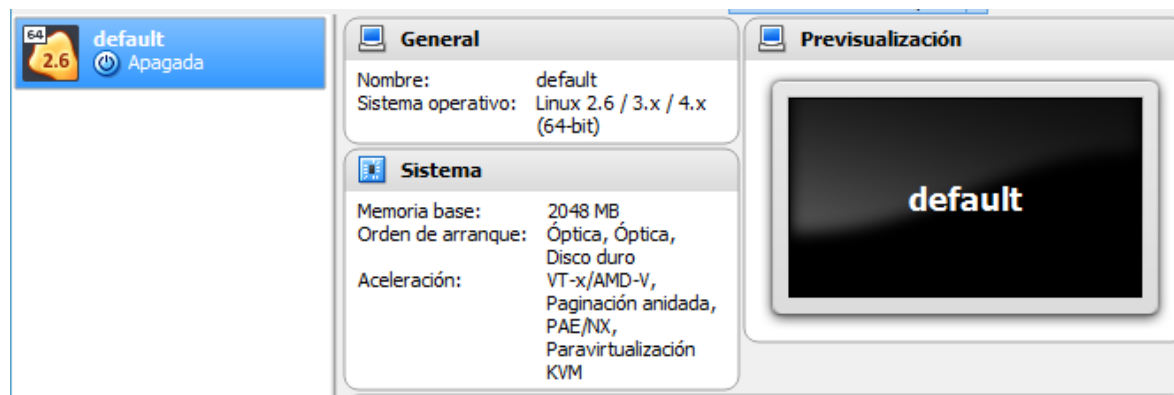 64
2.6
default
Apagada
General
Nombre: default
Sistema operativo: Linux 2.6 / 3.x / 4.x
(64-bit)
Sistema
Memoria base: 2048 MB
Orden de arranque: Óptica, Óptica,
Disco duro
Aceleración: VT-x/AMD-V,
Paginación anidada,
PAE/NX,
Paravirtualización
KVM
Previsualización
default